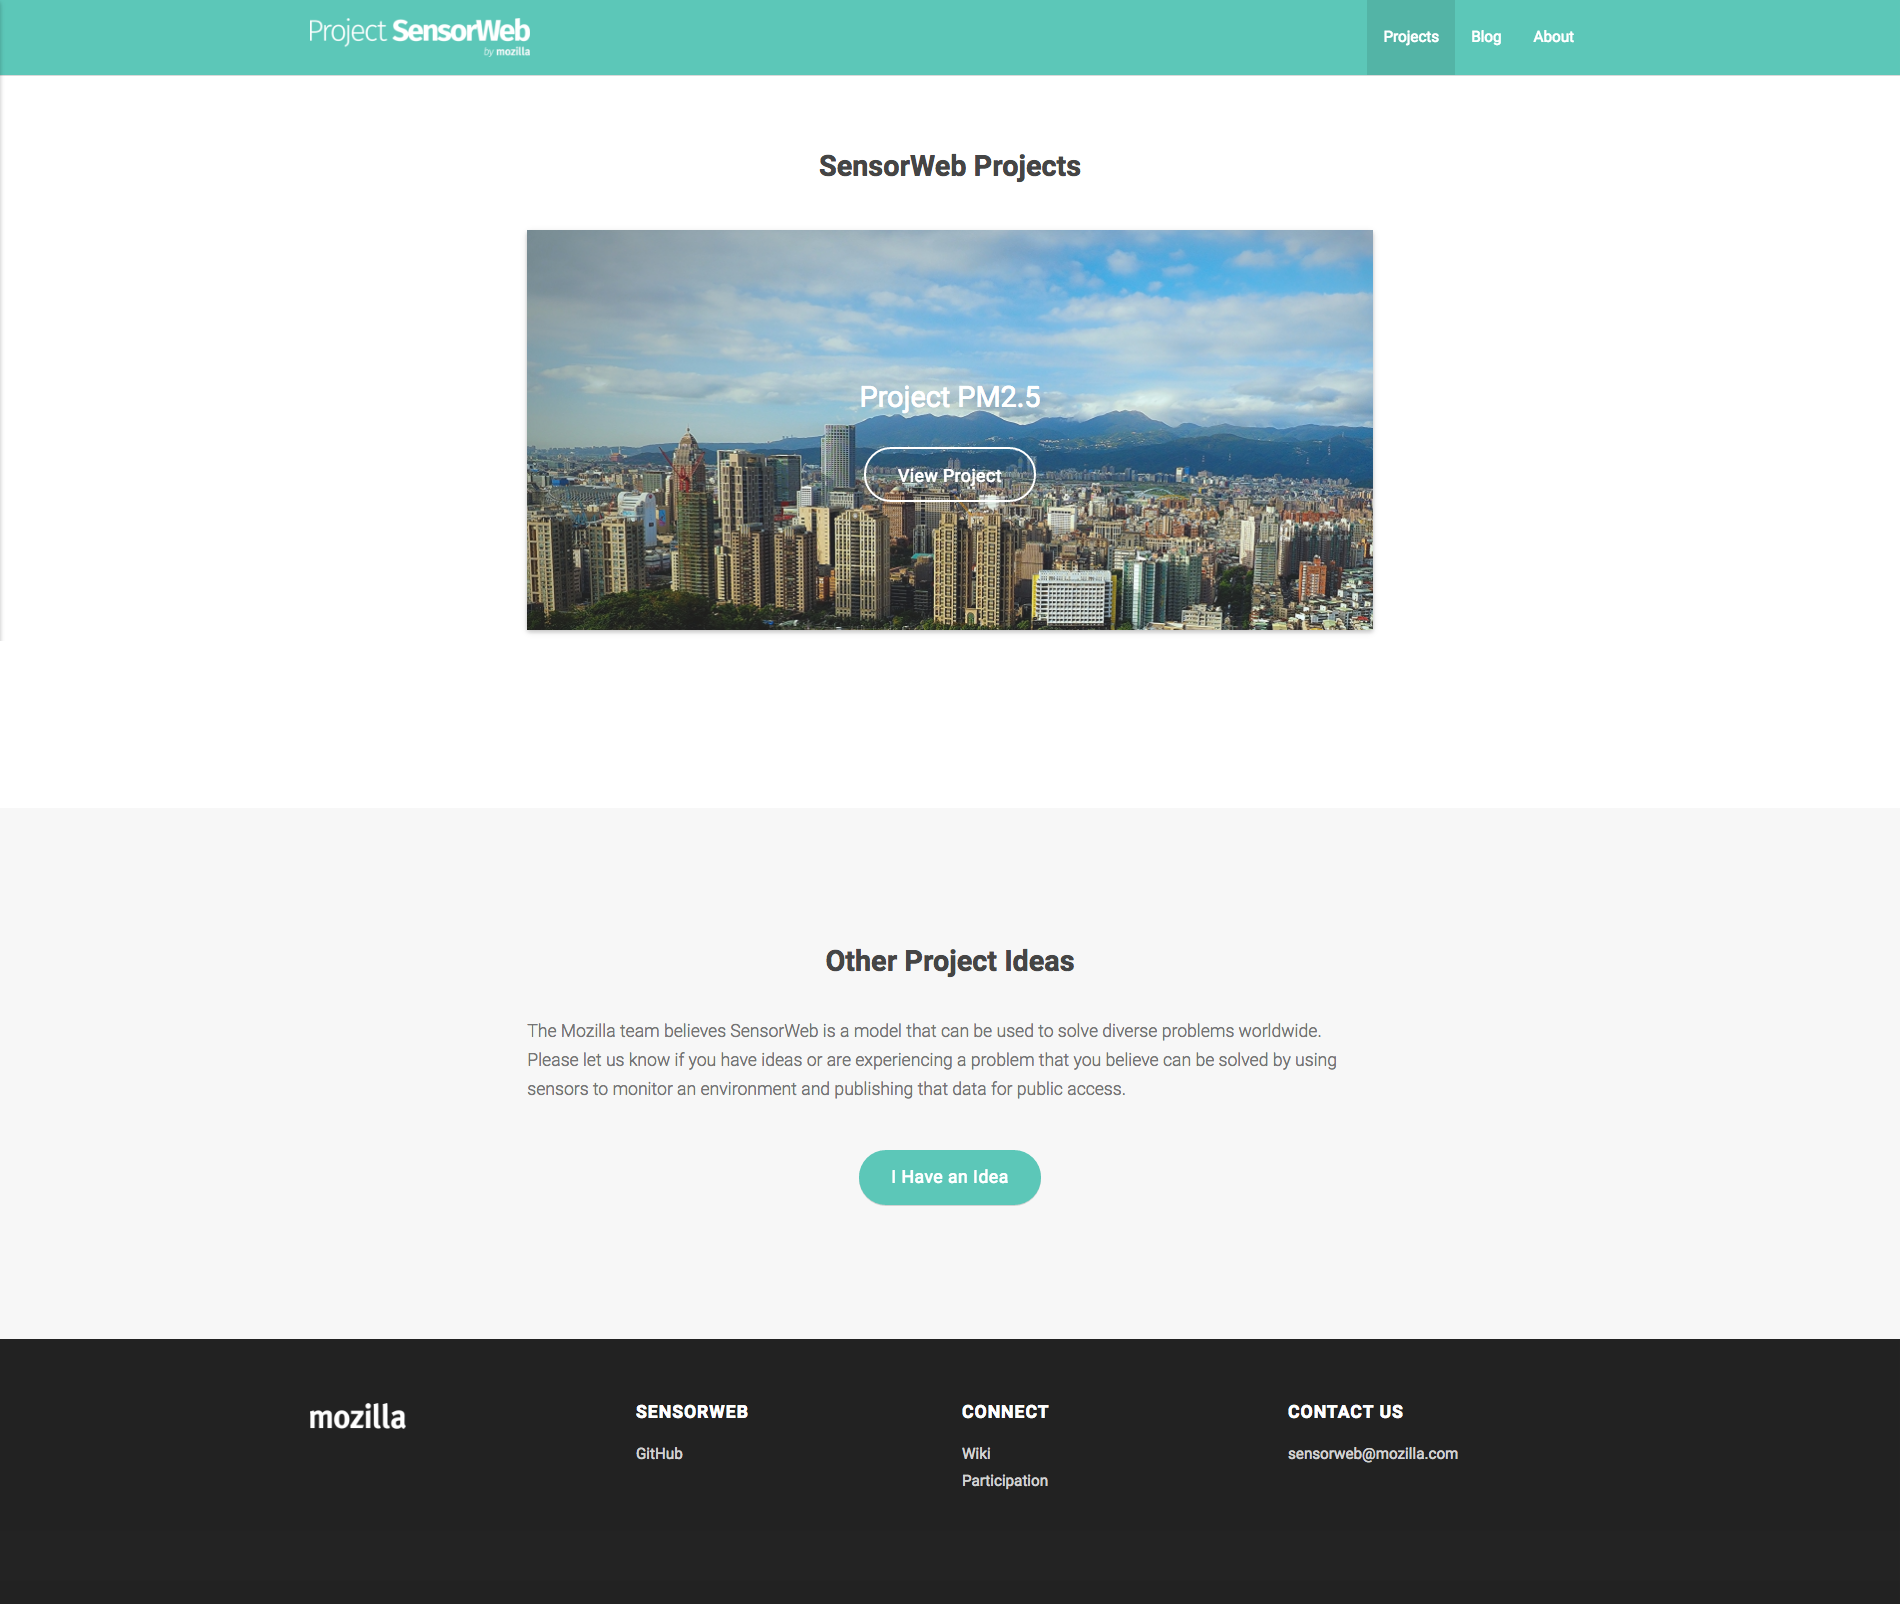 Project SensorWeb
by mozilla
Projects
Blog
About
SensorWeb Projects
Project PM2.5
View Project
Other Project Ideas
The Mozilla team believes SensorWeb is a model that can be used to solve diverse problems worldwide.
Please let us know if you have ideas or are experiencing a problem that you believe can be solved by using
sensors to monitor an environment and publishing that data for public access.
I Have an Idea
mozilla
SENSORWEB
GitHub
CONNECT
Wiki
Participation
CONTACT US
sensorweb@mozilla.com